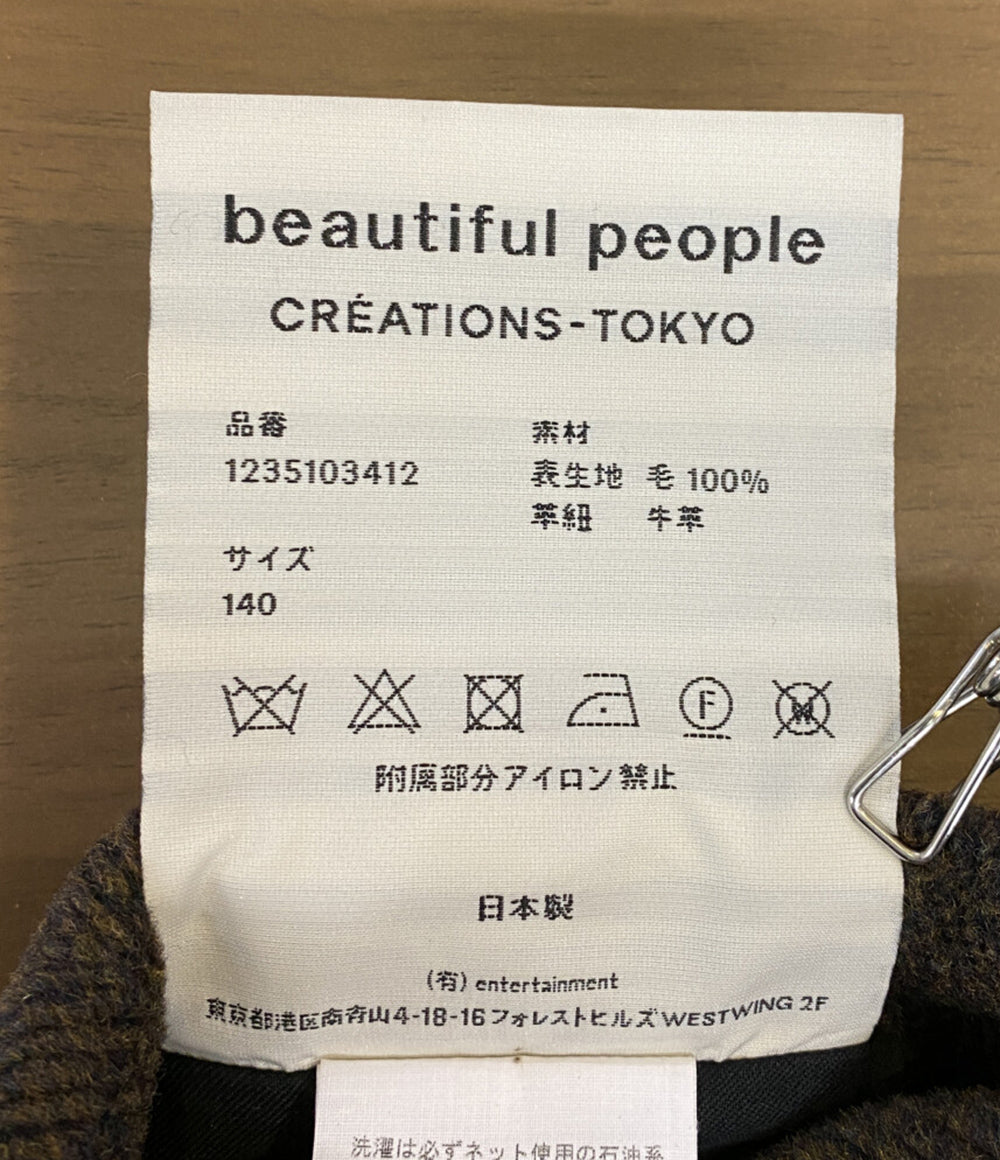 beautiful people
CRÉATIONS-TOKYO
品番
1235103412
サイズ
140
素材
表生地 毛 100%
革紐 牛革
F
W
附属部分アイロン禁止
日本製
(有) entertainment
東京都港区南青山4-18-16フォレストヒルズWESTWING 2F
洗濯は必ずネット使用の石油系